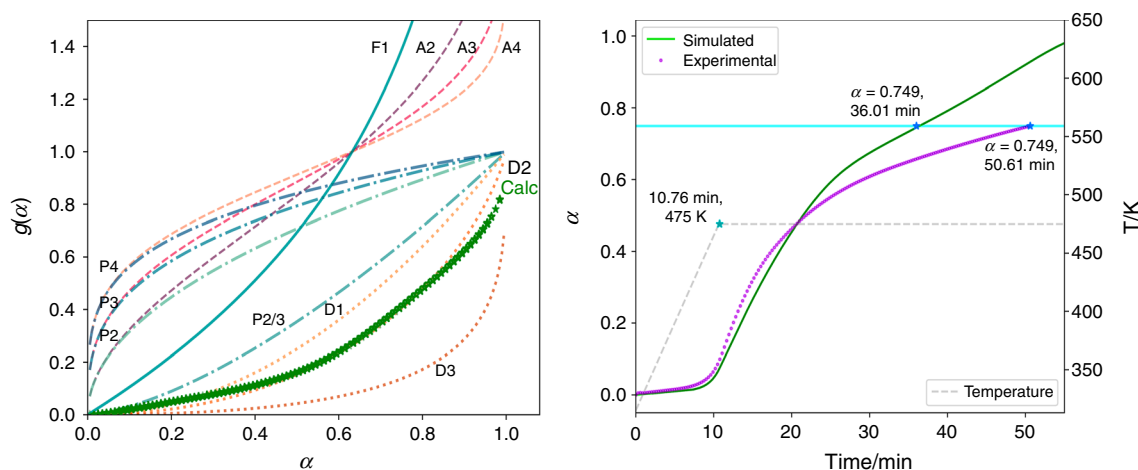 1.4
1.2
1.0
0.8
0.6
0.4
0.2
0.0
g(α)
F1
A2
A3
A4
D2
Calc
P4
P3
P2
P2/3
D1
D3
0.0
0.2
0.4
0.6
0.8
1.0
α
1.0
0.8
0.6
0.4
0.2
0.0
α
Simulated
Experimental
α = 0.749,
36.01 min
α = 0.749,
50.61 min
10.76 min,
475 K
Temperature
650
600
550
500
450
400
350
T/K
0
10
20
30
40
50
Time/min